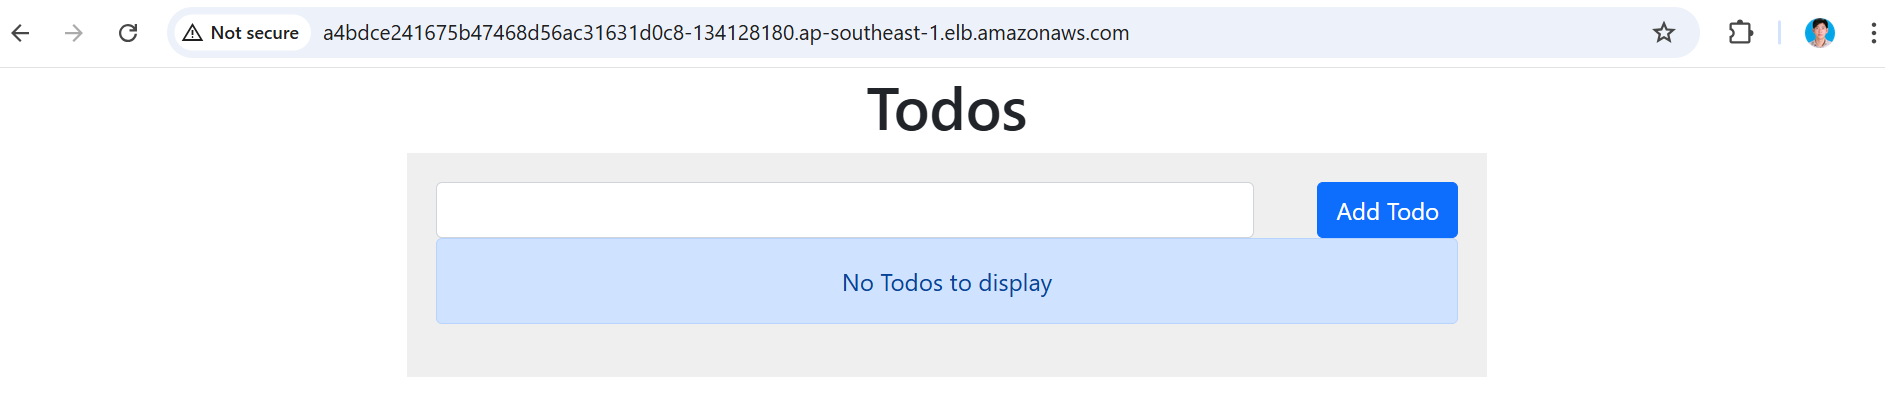 Not secure a4bdce241675b47468d56ac31631d0c8-134128180.ap-southeast-1.elb.amazonaws.com
Todos
Add Todo
No Todos to display